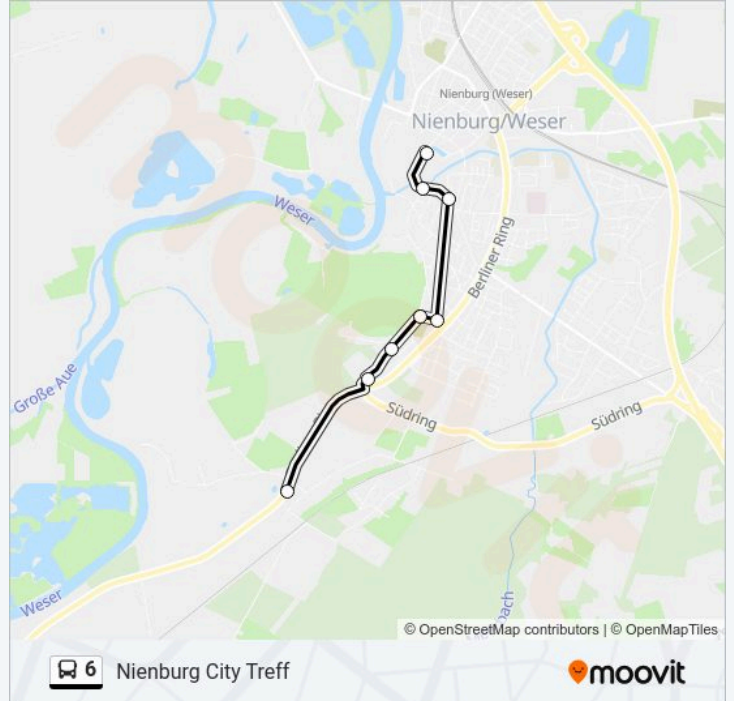 Nienburg (Weser)
Nienburg/Weser
Weser
Berliner Ring
Große Aue
Südring
Südring
Weser
© OpenStreetMap contributors | © OpenMapTiles
6 Nienburg City Treff
moovit